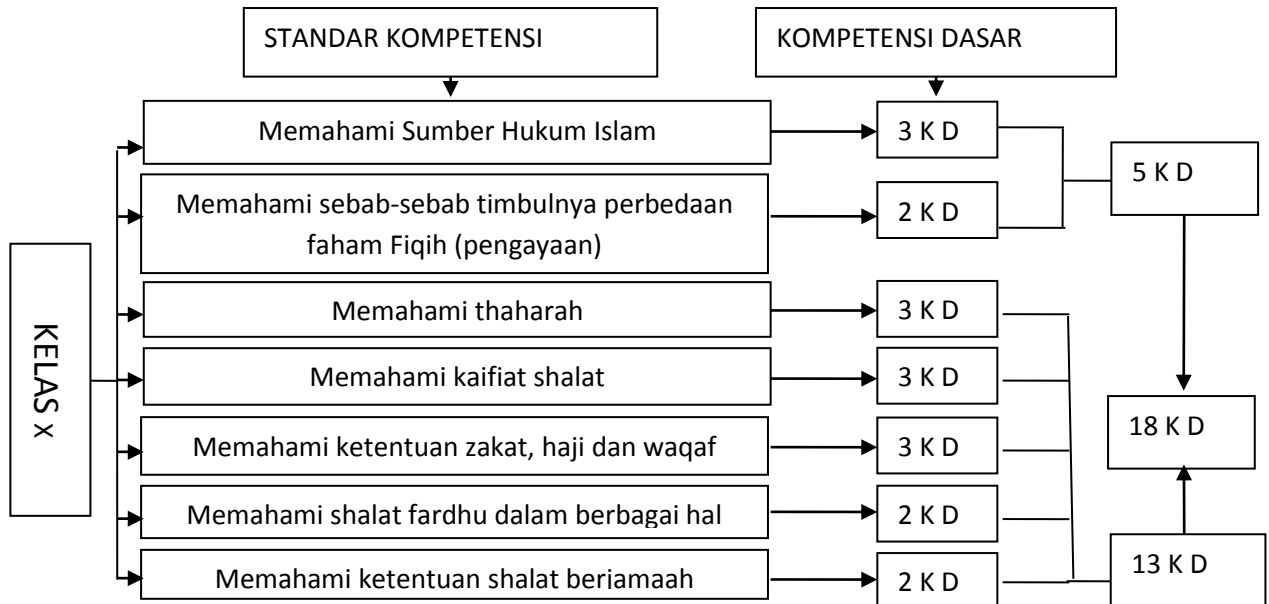 STANDAR KOMPETENSI
KOMPETENSI DASAR
KELAS x
Memahami Sumber Hukum Islam
3 K D
Memahami sebab-sebab timbulnya perbedaan
faham Fiqih (pengayaan)
2 K D
5 K D
Memahami thaharah
3 K D
Memahami kaifiat shalat
3 K D
Memahami ketentuan zakat, haji dan waqaf
3 K D
18 K D
Memahami shalat fardhu dalam berbagai hal
2 K D
Memahami ketentuan shalat berjamaah
2 K D
13 K D